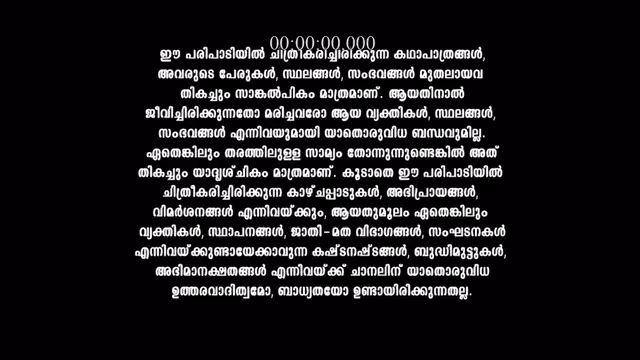 00:00:00.000
ഈ പരിപാടിയിൽ ചിത്രീകരിച്ചിരിക്കുന്ന കഥാപാത്രങ്ങൾ,
അവരുടെ പേരുകൾ, സ്ഥലങ്ങൾ, സംഭവങ്ങൾ മുതലായവ
തികച്ചും സാങ്കൽപികം മാത്രമാണ്. ആയതിനാൽ
ജീവിച്ചിരിക്കുന്നതോ മരിച്ചവരോ ആയ വ്യക്തികൾ, സ്ഥലങ്ങൾ,
സംഭവങ്ങൾ എന്നിവയുമായി യാതൊരുവിധ ബന്ധവുമില്ല.
ഏതെങ്കിലും തരത്തിലുള്ള സാമ്യം തോന്നുന്നുണ്ടെങ്കിൽ അത്
തികച്ചും യാദൃശ്ചികം മാത്രമാണ്. കൂടാതെ ഈ പരിപാടിയിൽ
ചിത്രീകരിച്ചിരിക്കുന്ന കാഴ്ചപ്പാടുകൾ, അഭിപ്രായങ്ങൾ,
വിമർശനങ്ങൾ എന്നിവയ്ക്കും, ആയതുമൂലം ഏതെങ്കിലും
വ്യക്തികൾ, സ്ഥാപനങ്ങൾ, ജാതി-മത വിഭാഗങ്ങൾ, സംഘടനകൾ
എന്നിവയ്ക്കുണ്ടായേക്കാവുന്ന കഷ്ടനഷ്ടങ്ങൾ, ബുദ്ധിമുട്ടുകൾ,
അഭിമാനക്ഷതങ്ങൾ എന്നിവയ്ക്ക് ചാനലിന് യാതൊരുവിധ
ഉത്തരവാദിത്വമോ, ബാധ്യതയോ ഉണ്ടായിരിക്കുന്നതല്ല.